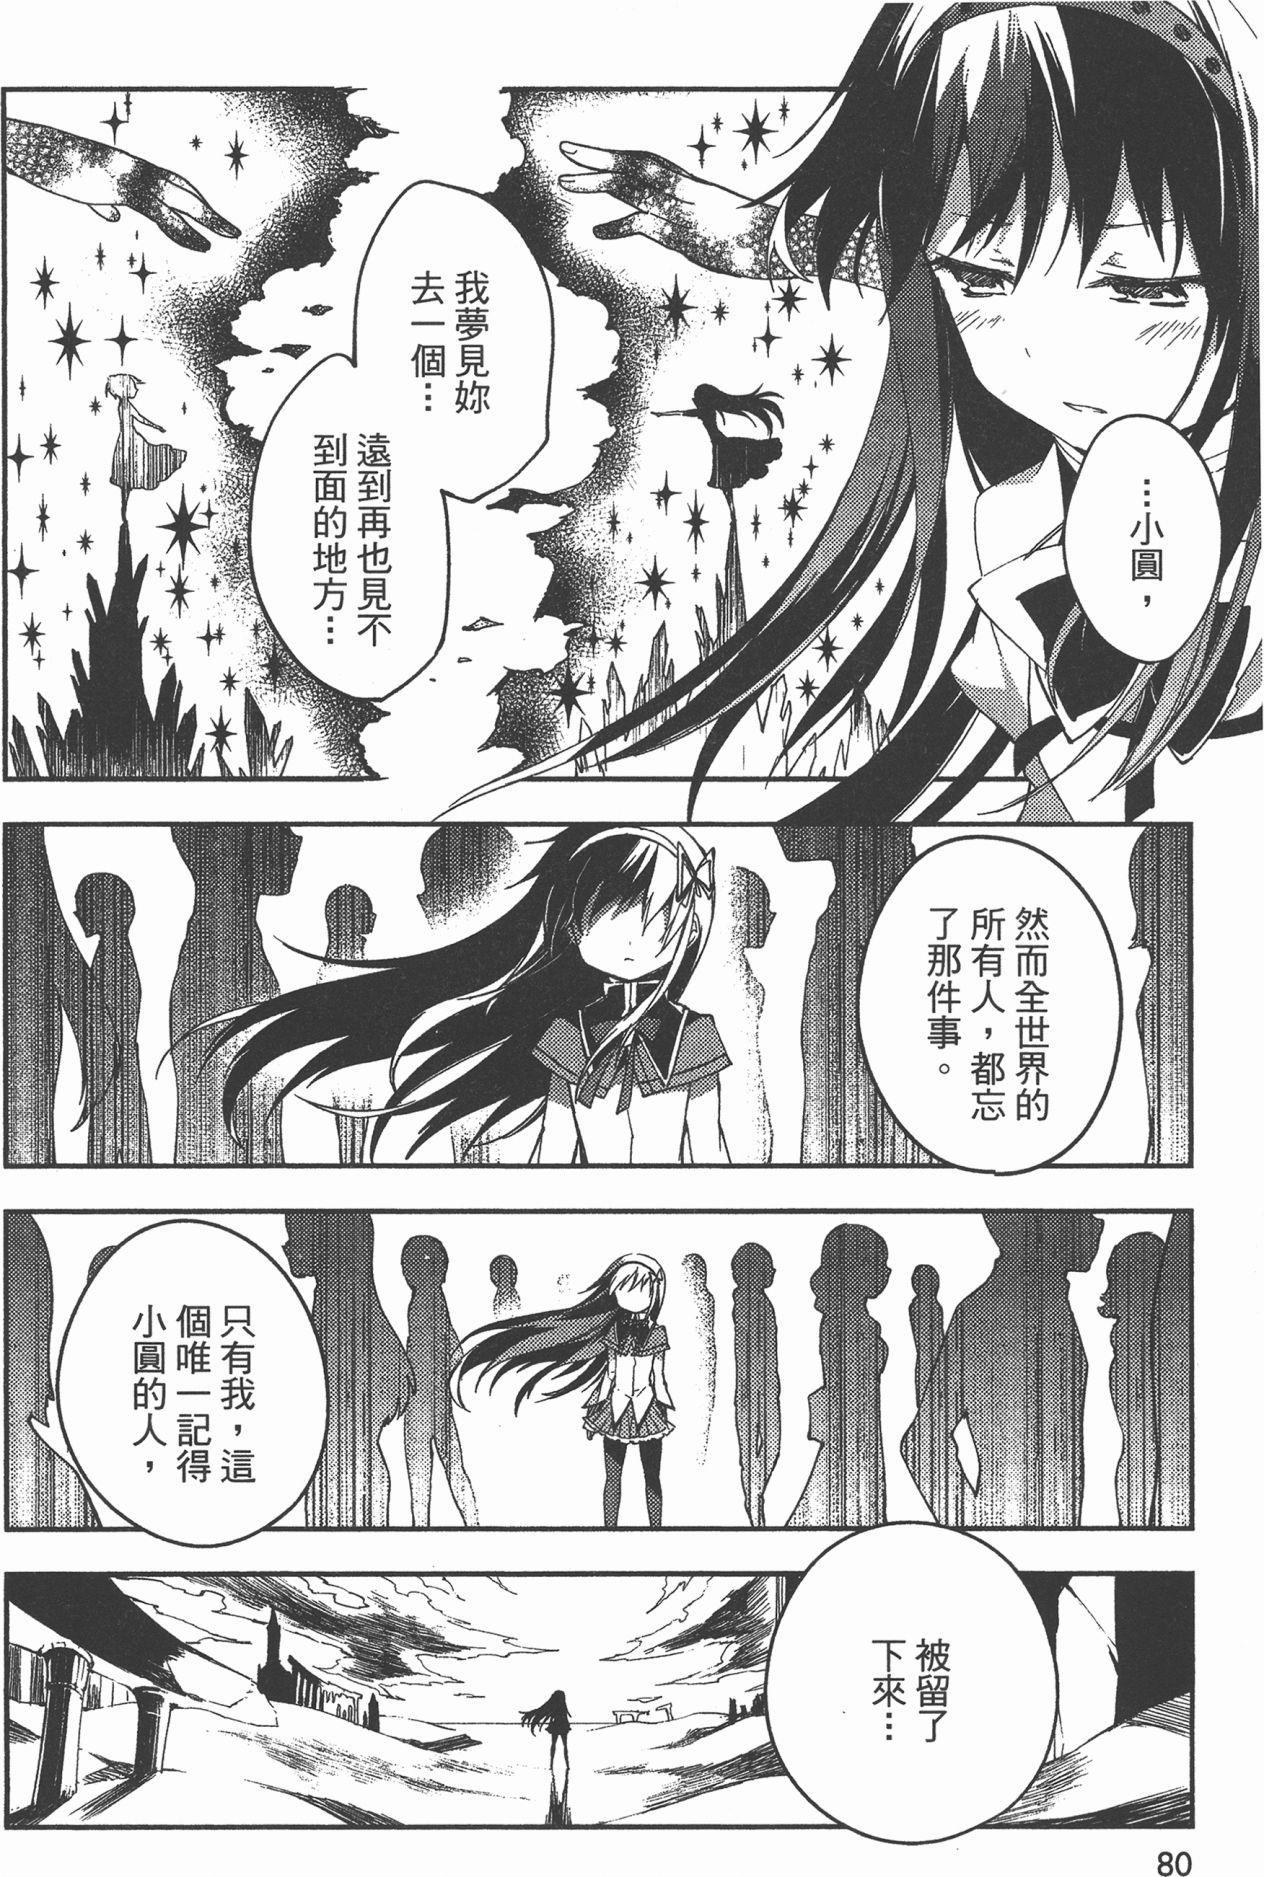 …小圓，
我夢見妳
去一個…
遠到再也見不
到面的地方…
然而全世界的
所有人，都忘
了那件事。
只有我，這
個唯一記得
小圓的人，
被留了
下來…
80